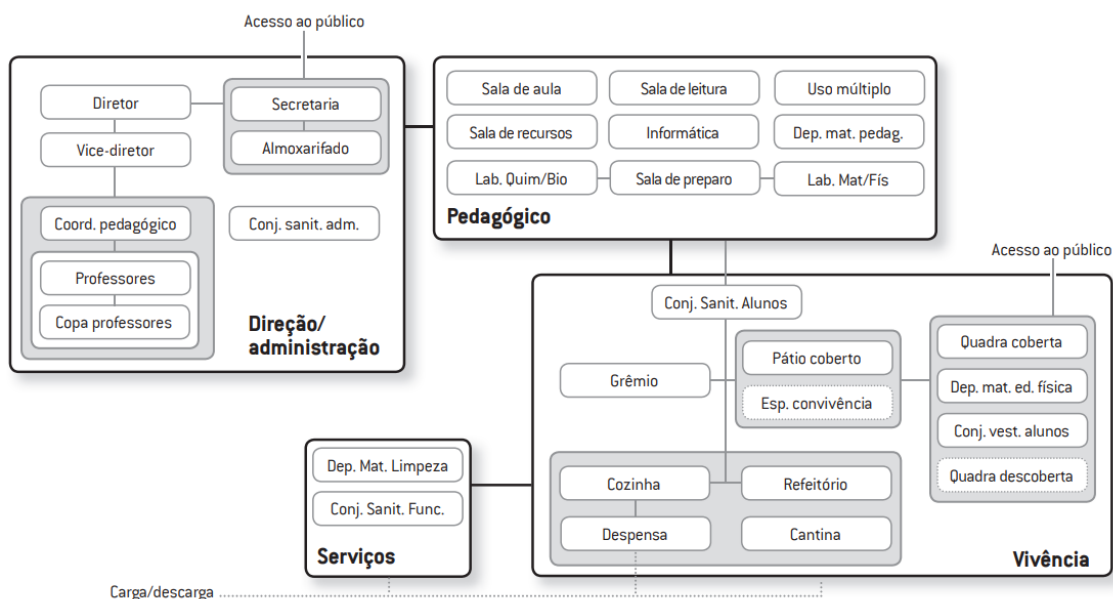 Acesso ao público
Diretor
Secretaria
Vice-diretor
Almoxarifado
Coord. pedagógico
Conj. sanit. adm.
Professores
Copa professores
Direção/
administração
Sala de aula
Sala de leitura
Uso múltiplo
Sala de recursos
Informática
Dep. mat. pedag.
Lab. Quim/Bio
Sala de preparo
Lab. Mat/Fís
Pedagógico
Acesso ao público
Conj. Sanit. Alunos
Grêmio
Pátio coberto
Esp. convivência
Quadra coberta
Dep. mat. ed. física
Conj. vest. alunos
Quadra descoberta
Cozinha
Refeitório
Despensa
Cantina
Vivência
Dep. Mat. Limpeza
Conj. Sanit. Func.
Serviços
Carga/descarga